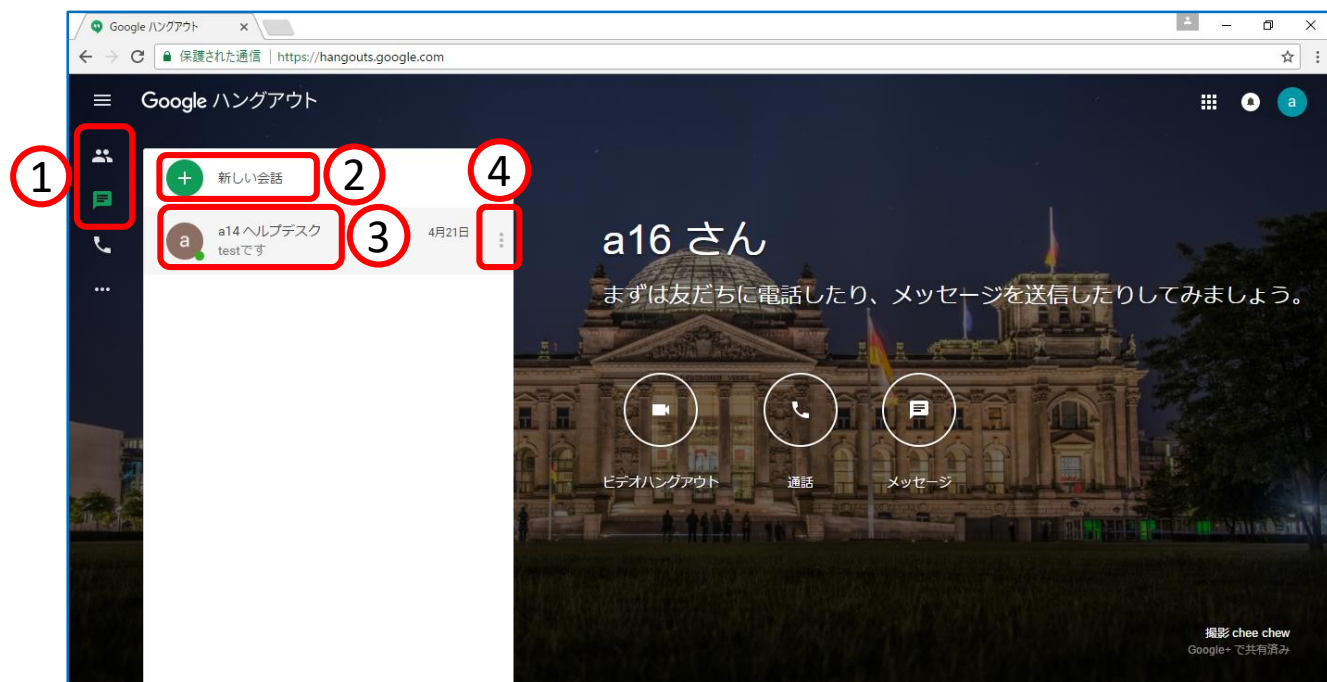 Google ハングアウト
保護された通信 https://hangouts.google.com
Google ハングアウト
a
1
+ 新しい会話
2
4
a
a14 ヘルプデスク
4月21日
testです
3
a16 さん
まずは友だちに電話したり、メッセージを送信したりしてみましょう。
ビデオハングアウト 通話 メッセージ
撮影 chee chew
Google+ で共有済み